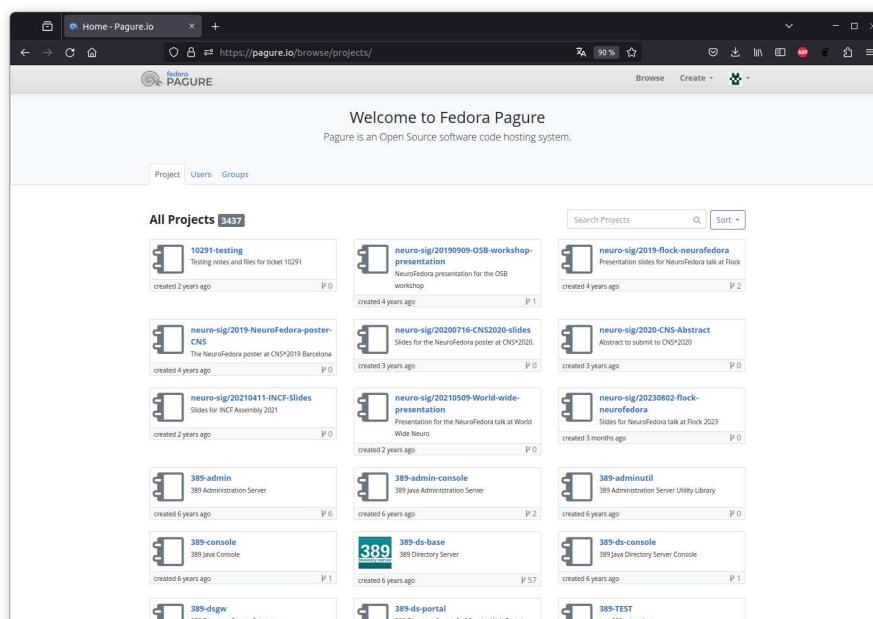 Home - Pagure.io
https://pagure.io/browse/projects/
90%
ABP
fedora
PAGURE
Browse
Create
Welcome to Fedora Pagure
Pagure is an Open Source software code hosting system.
Project
Users
Groups
All Projects 3437
Search Projects
Sort
10291-testing
Testing notes and files for ticket 10291
created 2 years ago
0
neuro-sig/20190909-OSB-workshop-
presentation
NeuroFedora presentation for the OSB
workshop
created 4 years ago
1
neuro-sig/2019-flock-neurofedora
Presentation slides for NeuroFedora talk at Flock
created 4 years ago
2
neuro-sig/2019-NeuroFedora-poster-
CNS
The NeuroFedora poster at CNS*2019 Barcelona
created 4 years ago
0
neuro-sig/20200716-CNS2020-slides
Slides for the NeuroFedora poster at CNS*2020.
created 3 years ago
0
neuro-sig/2020-CNS-Abstract
Abstract to submit to CNS*2020
created 3 years ago
0
neuro-sig/20210411-INCF-Slides
Slides for INCF Assembly 2021
created 2 years ago
0
neuro-sig/20210509-World-wide-
presentation
Presentation for the NeuroFedora talk at World
Wide Neuro
created 2 years ago
0
neuro-sig/20230802-flock-
neurofedora
Slides for NeuroFedora talk at Flock 2023
created 3 months ago
0
389-admin
389 Administration Server
created 6 years ago
6
389-admin-console
389 Java Administration Server
created 6 years ago
2
389-adminutil
389 Administration Server Utility Library
created 6 years ago
0
389-console
389 Java Console
created 6 years ago
1
389
directory server
389-ds-base
389 Directory Server
created 6 years ago
57
389-ds-console
389 Java Directory Server Console
created 6 years ago
1
389-dsgw
389-ds-portal
389-TEST